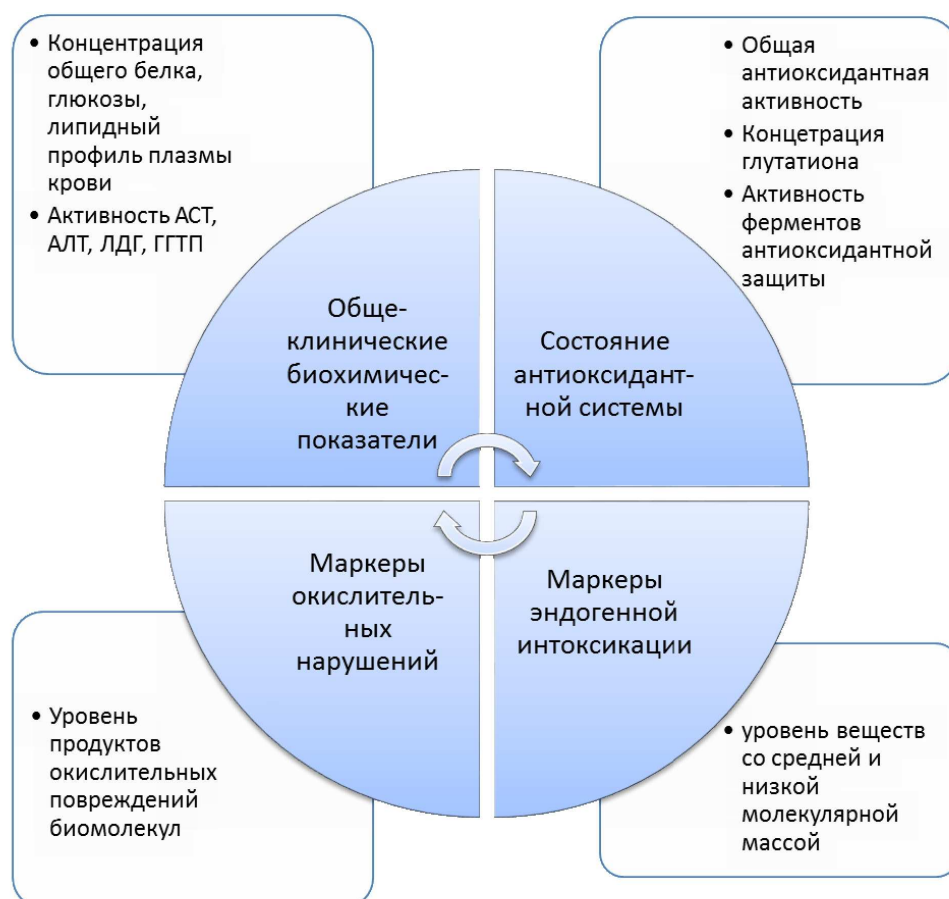 • Концентрация
общего белка,
глюкозы,
липидный
профиль плазмы
крови
• Активность АСТ,
АЛТ, ЛДГ, ГГТП
• Общая
антиоксидантная
активность
• Концетрация
глутатиона
• Активность
ферментов
антиоксидантной
защиты
Обще-
клинические
биохимичес-
кие
показатели
Состояние
антиоксидант-
ной системы
Маркеры
окислитель-
ных
нарушений
Маркеры
эндогенной
интоксикации
• Уровень
продуктов
окислительных
повреждений
биомолекул
• уровень веществ
со средней и
низкой
молекулярной
массой